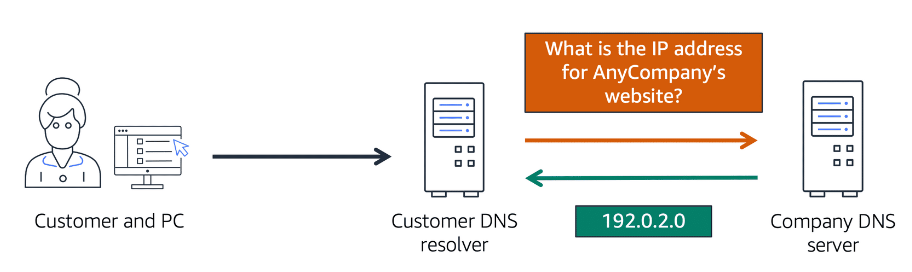 What is the IP address
for AnyCompany's
website?
Customer and PC
Customer DNS
resolver
192.0.2.0
Company DNS
server